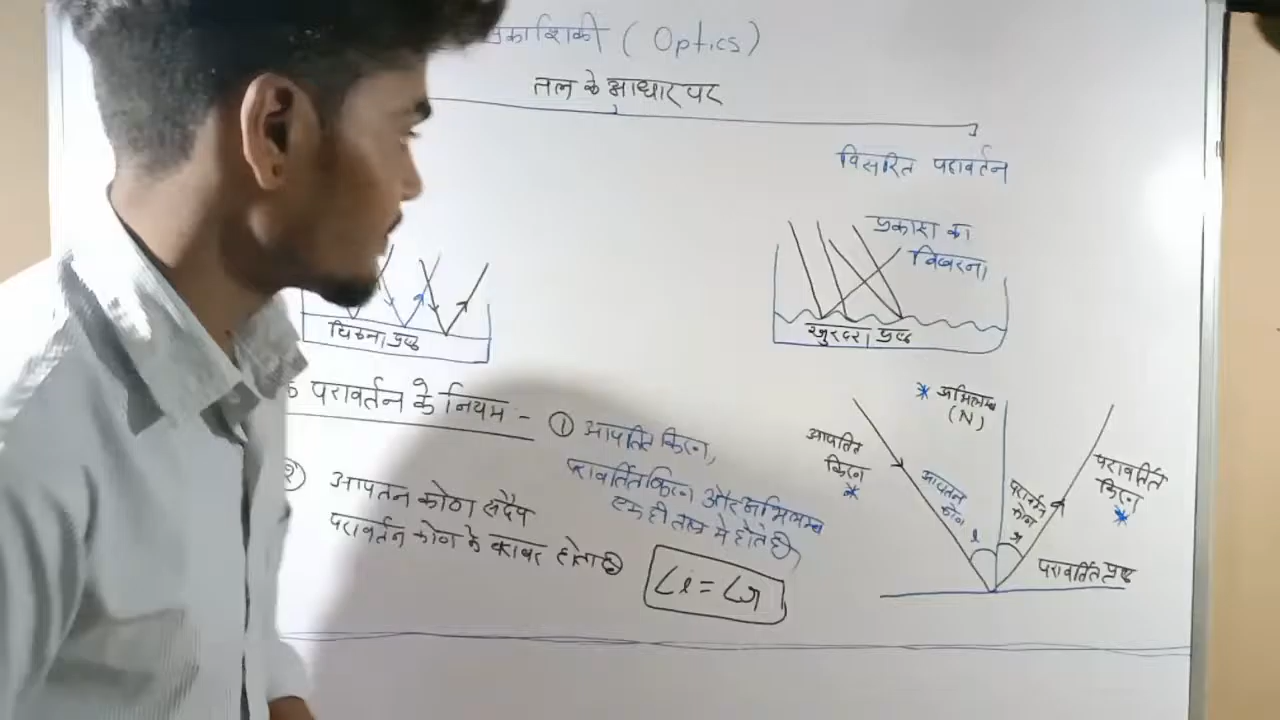 प्रकाशिकी ( Optics)
तल के आधार पर
विसरित परावर्तन
प्रकाश का
बिखरना
चिकना पृष्ठ
खुरदरा पृष्ठ
के परावर्तन के नियम :-
① आपतित किरण,
परावर्तित किरण और अभिलम्ब
एक ही तल मे होते है
② आपतन कोण सदैव
परावर्तन कोण के बराबर होता है
∠i = ∠r
* अभिलम्ब
(N)
आपतित
किरण
*
आपतन
कोण
i
परावर्तन
कोण
r
परावर्तित
किरण
*
परावर्तित पृष्ठ